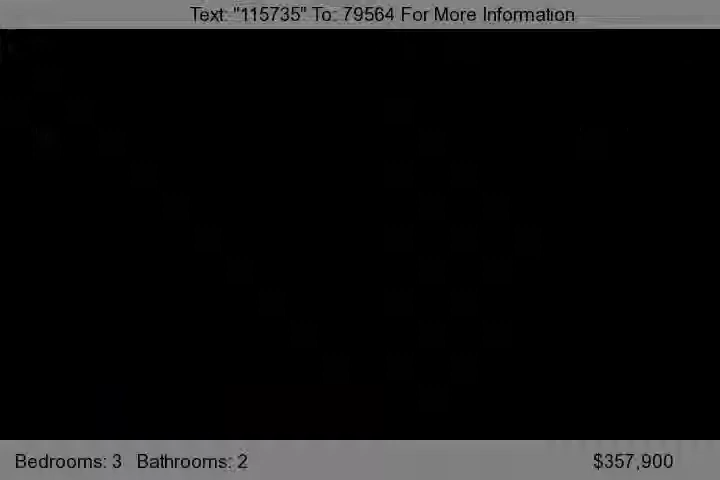 Text: "115735" To: 79564 For More Information
Bedrooms: 3 Bathrooms: 2 $357,900